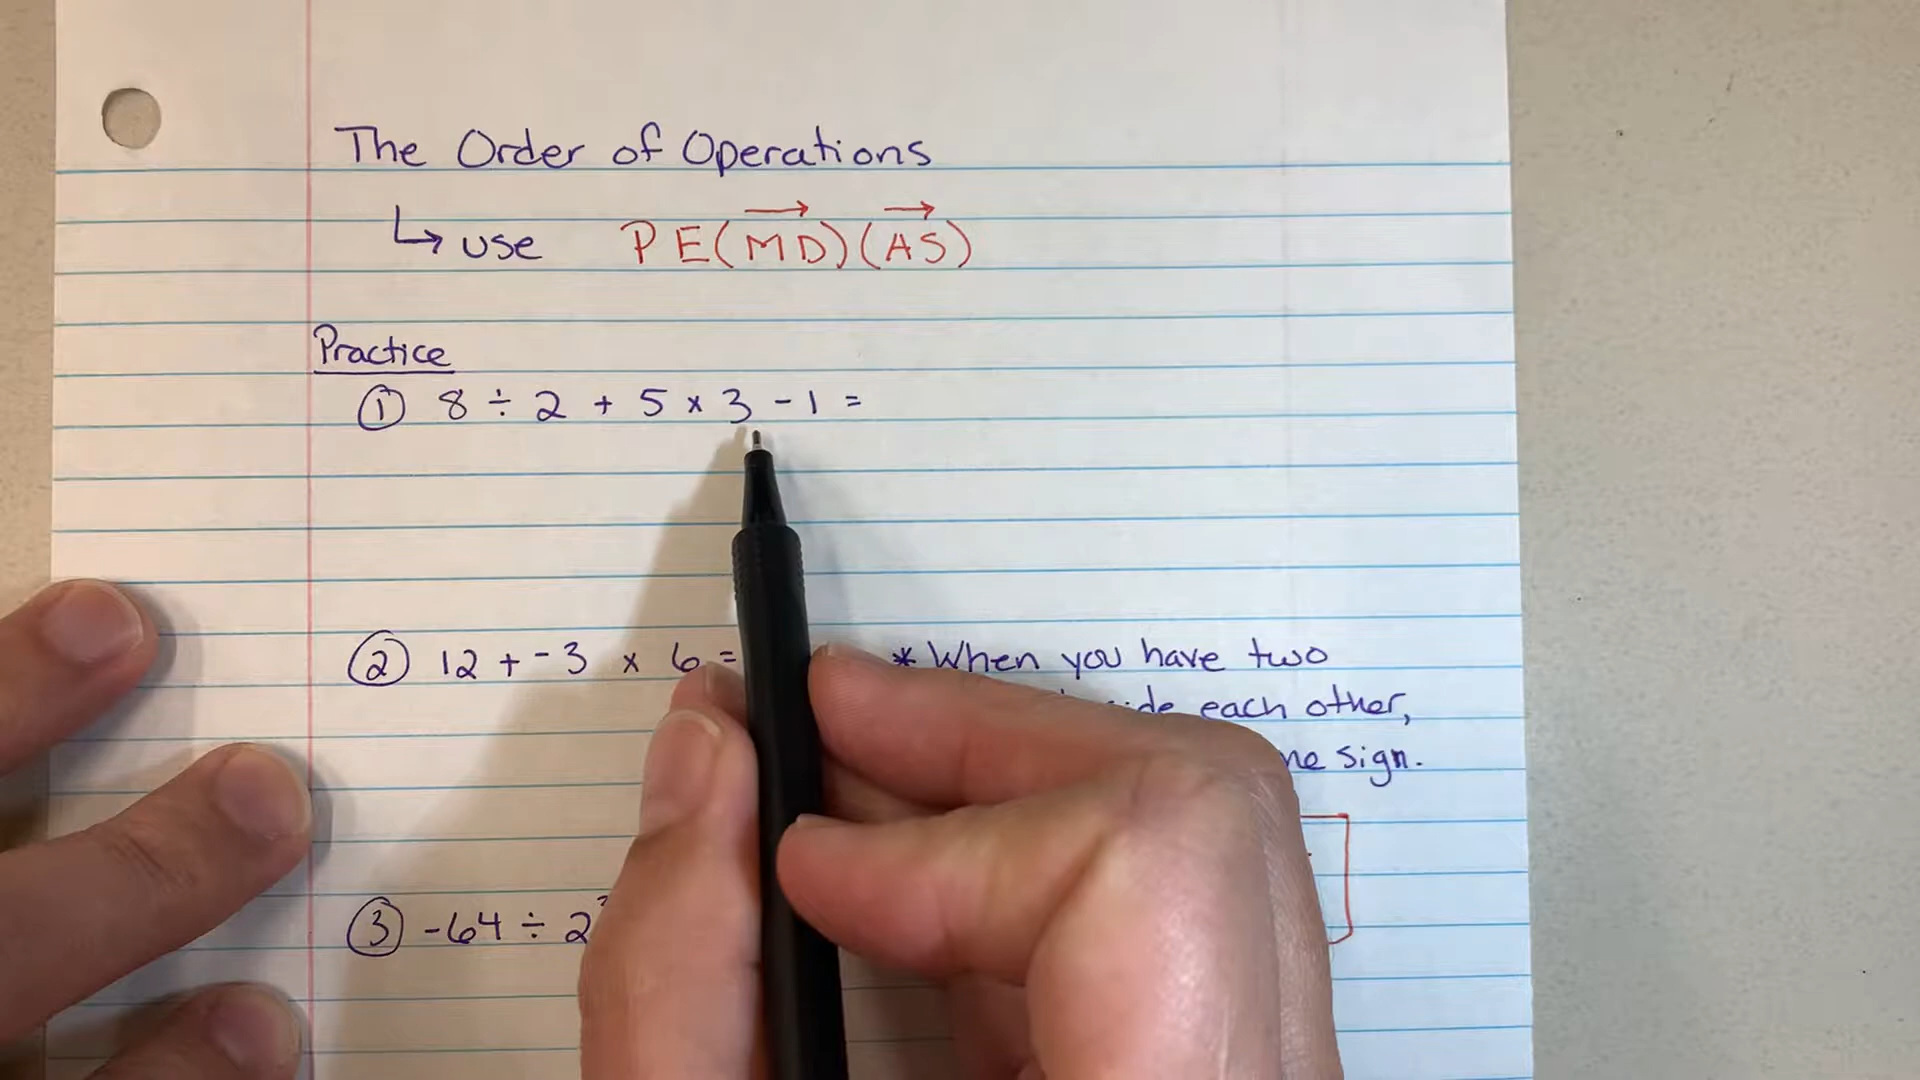 The Order of Operations
↳ use PE(MD)(AS)
Practice
① 8 ÷ 2 + 5 × 3 - 1 =
② 12 + -3 × 6 = * When you have two
each other,
sign.
③ -64 ÷ 2